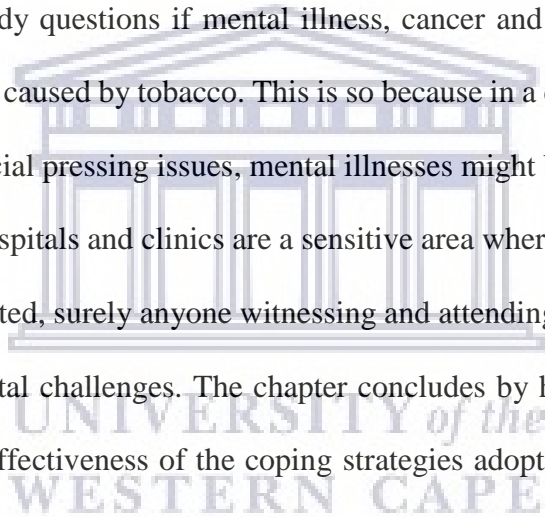 dy questions if mental illness, cancer and
caused by tobacco. This is so because in a
cial pressing issues, mental illnesses might
spitals and clinics are a sensitive area wher
ted, surely anyone witnessing and attending
tal challenges. The chapter concludes by h
UNIVERSITY of the
ffectiveness of the coping strategies adopt
WESTERN CAPE